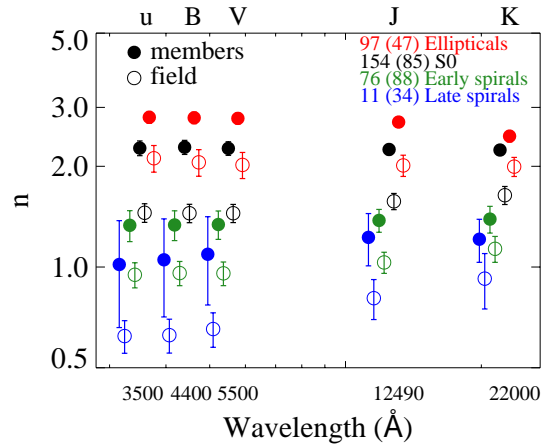 u B V J K
5.0
3.0
2.0
1.0
0.5
n
members
field
97 (47) Ellipticals
154 (85) S0
76 (88) Early spirals
11 (34) Late spirals
3500 4400 5500 12490 22000
Wavelength (Å)